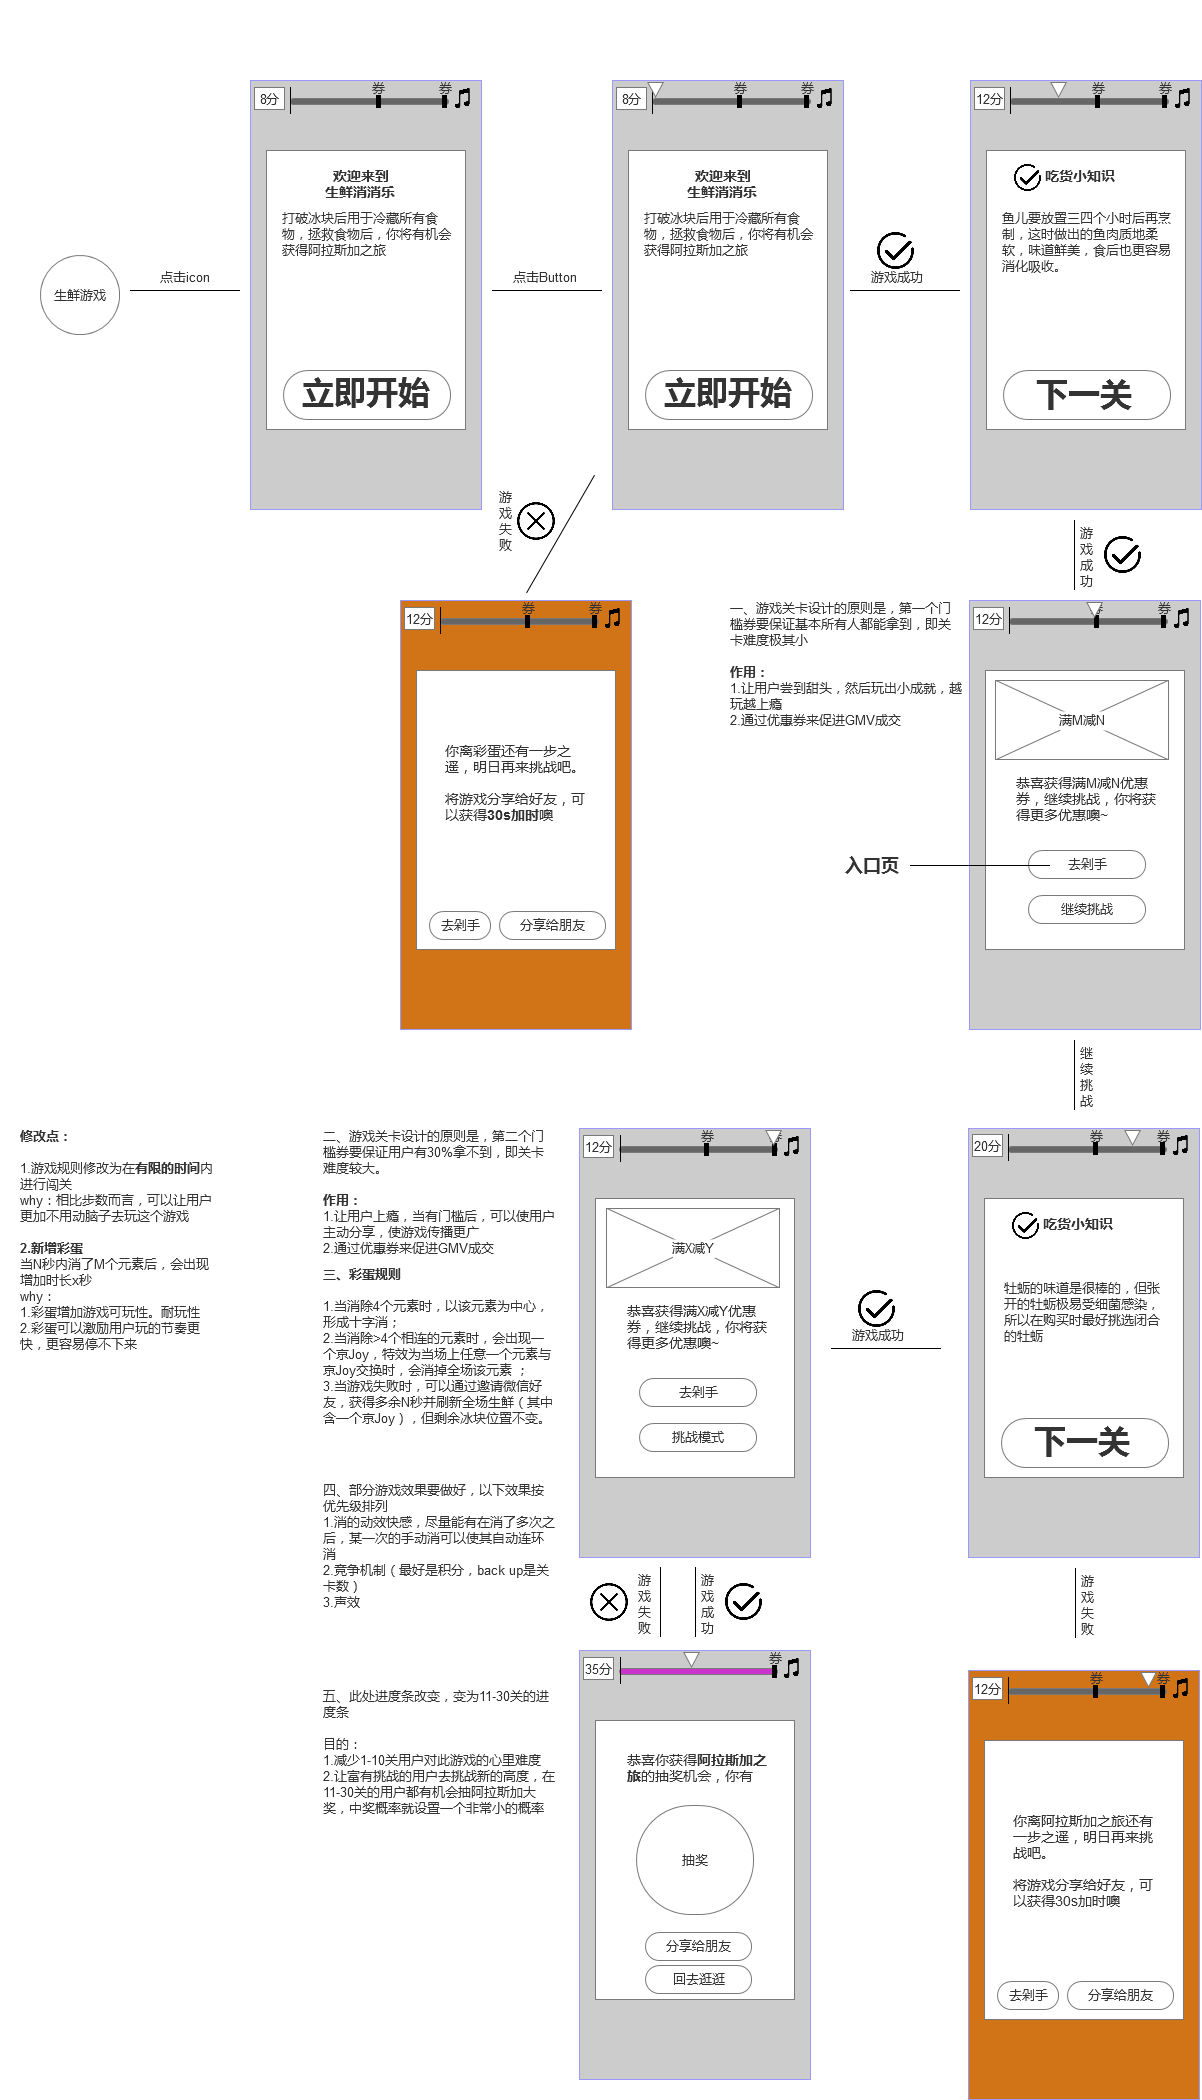 生鲜游戏
点击icon
8分
券
券
欢迎来到
生鲜消消乐
打破冰块后用于冷藏所有食
物，拯救食物后，你将有机会
获得阿拉斯加之旅
立即开始
点击Button
8分
券
券
欢迎来到
生鲜消消乐
打破冰块后用于冷藏所有食
物，拯救食物后，你将有机会
获得阿拉斯加之旅
立即开始
游戏成功
12分
券
券
吃货小知识
鱼儿要放置三四个小时后再烹
制，这时做出的鱼肉质地柔
软，味道鲜美，食后也更容易
消化吸收。
下一关
游
戏
失
败
游
戏
成
功
12分
券
券
你离彩蛋还有一步之
遥，明日再来挑战吧。
将游戏分享给好友，可
以获得30s加时噢
去剁手
分享给朋友
一、游戏关卡设计的原则是，第一个门
槛券要保证基本所有人都能拿到，即关
卡难度极其小
作用：
1.让用户尝到甜头，然后玩出小成就，越
玩越上瘾
2.通过优惠券来促进GMV成交
入口页
12分
券
券
满M减N
恭喜获得满M减N优惠
券，继续挑战，你将获
得更多优惠噢~
去剁手
继续挑战
继
续
挑
战
修改点：
1.游戏规则修改为在有限的时间内
进行闯关
why：相比步数而言，可以让用户
更加不用动脑子去玩这个游戏
2.新增彩蛋
当N秒内消了M个元素后，会出现
增加时长x秒
why：
1.彩蛋增加游戏可玩性。耐玩性
2.彩蛋可以激励用户玩的节奏更
快，更容易停不下来
二、游戏关卡设计的原则是，第二个门
槛券要保证用户有30%拿不到，即关卡
难度较大。
作用：
1.让用户上瘾，当有门槛后，可以使用户
主动分享，使游戏传播更广
2.通过优惠券来促进GMV成交
三、彩蛋规则
1.当消除4个元素时，以该元素为中心，
形成十字消；
2.当消除>4个相连的元素时，会出现一
个京Joy，特效为当场上任意一个元素与
京Joy交换时，会消掉全场该元素 ；
3.当游戏失败时，可以通过邀请微信好
友，获得多余N秒并刷新全场生鲜（其中
含一个京Joy），但剩余冰块位置不变。
四、部分游戏效果要做好，以下效果按
优先级排列
1.消的动效快感，尽量能有在消了多次之
后，某一次的手动消可以使其自动连环
消
2.竞争机制（最好是积分，back up是关
卡数）
3.声效
五、此处进度条改变，变为11-30关的进
度条
目的：
1.减少1-10关用户对此游戏的心里难度
2.让富有挑战的用户去挑战新的高度，在
11-30关的用户都有机会抽阿拉斯加大
奖，中奖概率就设置一个非常小的概率
12分
券
券
满X减Y
恭喜获得满X减Y优惠
券，继续挑战，你将获
得更多优惠噢~
去剁手
挑战模式
游戏成功
20分
券
券
吃货小知识
牡蛎的味道是很棒的，但张
开的牡蛎极易受细菌感染，
所以在购买时最好挑选闭合
的牡蛎
下一关
游
戏
失
败
游
戏
成
功
游
戏
失
败
35分
券
恭喜你获得阿拉斯加之
旅的抽奖机会，你有
抽奖
分享给朋友
回去逛逛
12分
券
券
你离阿拉斯加之旅还有
一步之遥，明日再来挑
战吧。
将游戏分享给好友，可
以获得30s加时噢
去剁手
分享给朋友